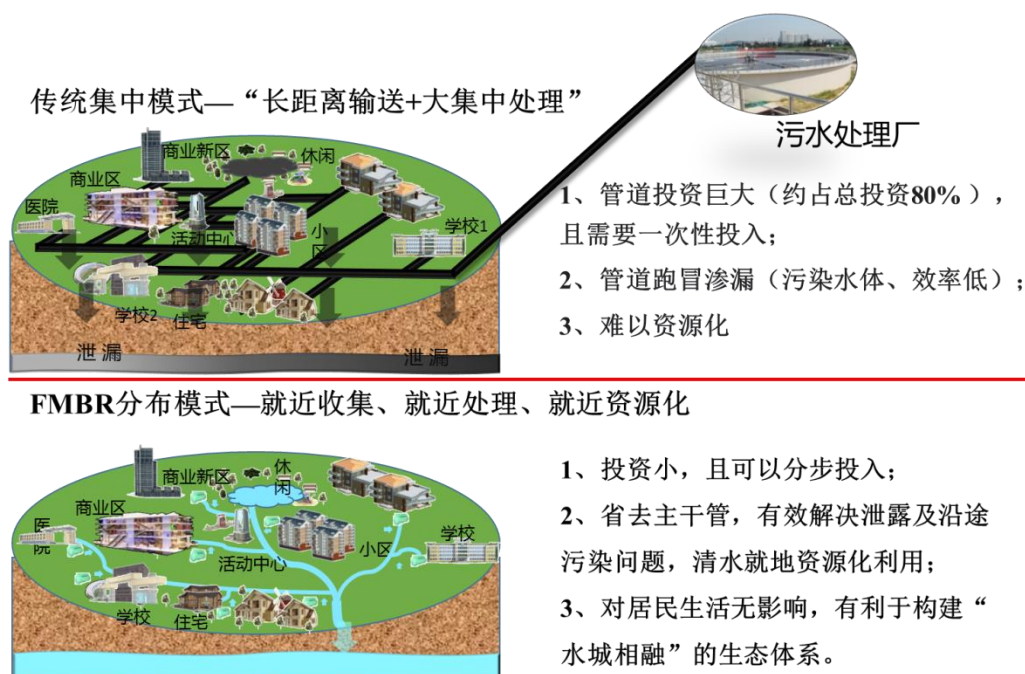 传统集中模式—“长距离输送+大集中处理”
污水处理厂
商业新区
休闲
商业区
医院
活动中心
小
区
学校1
学校2
住宅
泄漏
泄漏
1、管道投资巨大（约占总投资80%），
且需要一次性投入；
2、管道跑冒渗漏（污染水体、效率低）；
3、难以资源化
FMBR分布模式—就近收集、就近处理、就近资源化
商业新区
休
闲
商业区
医
院
活动中心
小区
学校
学校
住宅
1、投资小，且可以分步投入；
2、省去主干管，有效解决泄露及沿途
污染问题，清水就地资源化利用；
3、对居民生活无影响，有利于构建“
水城相融”的生态体系。